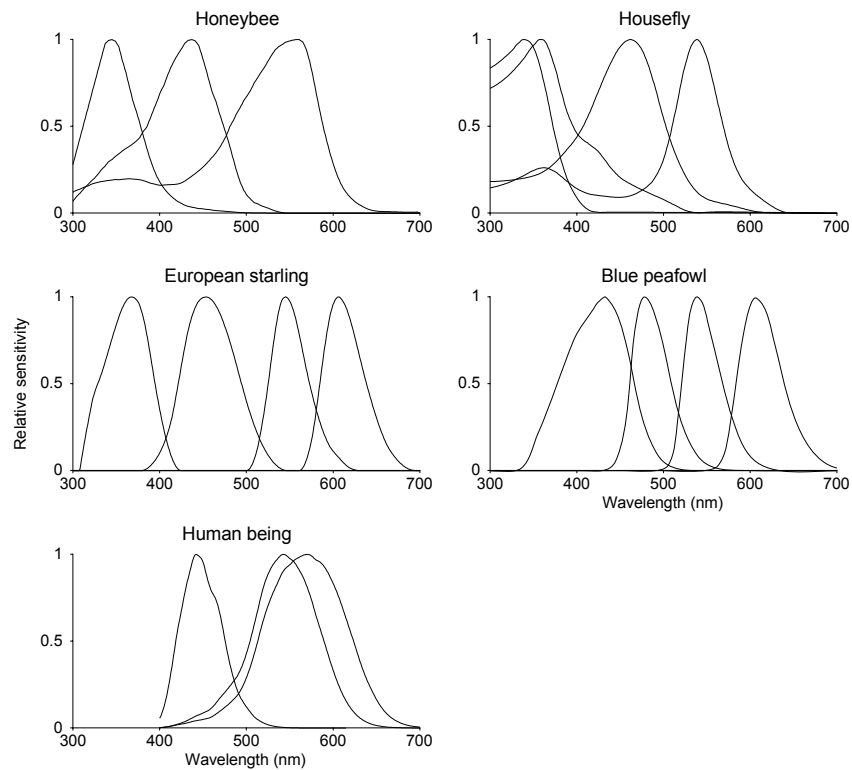 Honeybee
1
0.5
0
300 400 500 600 700
Housefly
1
0.5
0
300 400 500 600 700
European starling
1
0.5
0
300 400 500 600 700
Relative sensitivity
Blue peafowl
1
0.5
0
300 400 500 600 700
Wavelength (nm)
Human being
1
0.5
0
300 400 500 600 700
Wavelength (nm)